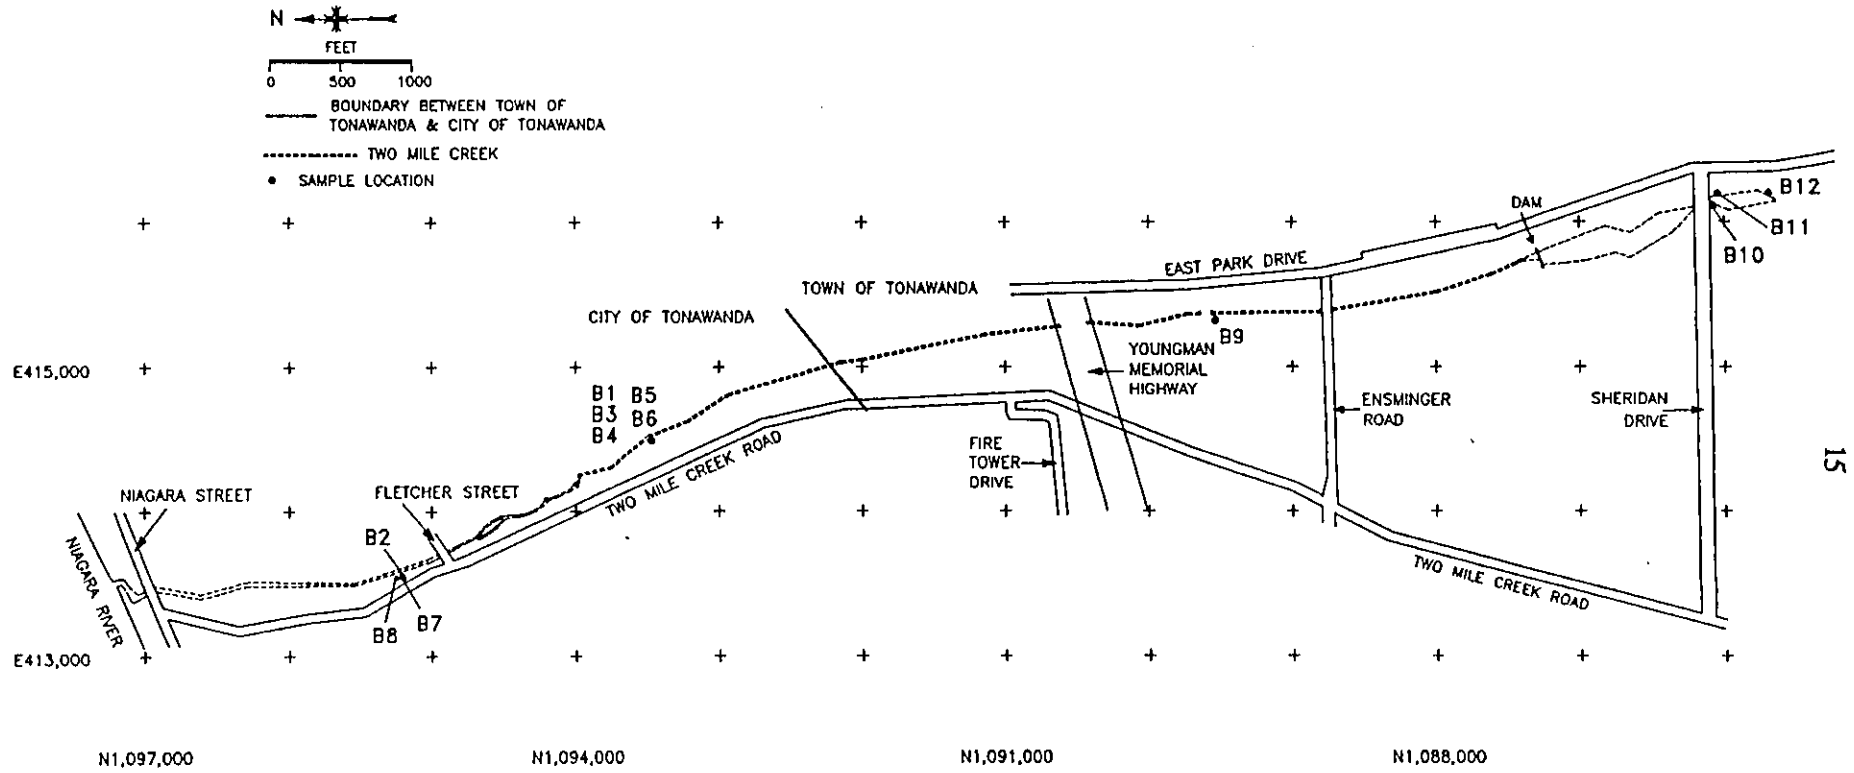 N
FEET
0 500 1000
BOUNDARY BETWEEN TOWN OF
TONAWANDA & CITY OF TONAWANDA
TWO MILE CREEK
SAMPLE LOCATION
DAM
B12
B11
B10
EAST PARK DRIVE
TOWN OF TONAWANDA
CITY OF TONAWANDA
B9
E415,000
B1 B5
B3 B6
B4
YOUNGMAN
MEMORIAL
HIGHWAY
ENSMINGER
ROAD
SHERIDAN
DRIVE
FIRE
TOWER
DRIVE
TWO MILE CREEK ROAD
15
NIAGARA STREET
FLETCHER STREET
B2
NIAGARA RIVER
B8
B7
TWO MILE CREEK ROAD
E413,000
N1,097,000
N1,094,000
N1,091,000
N1,088,000